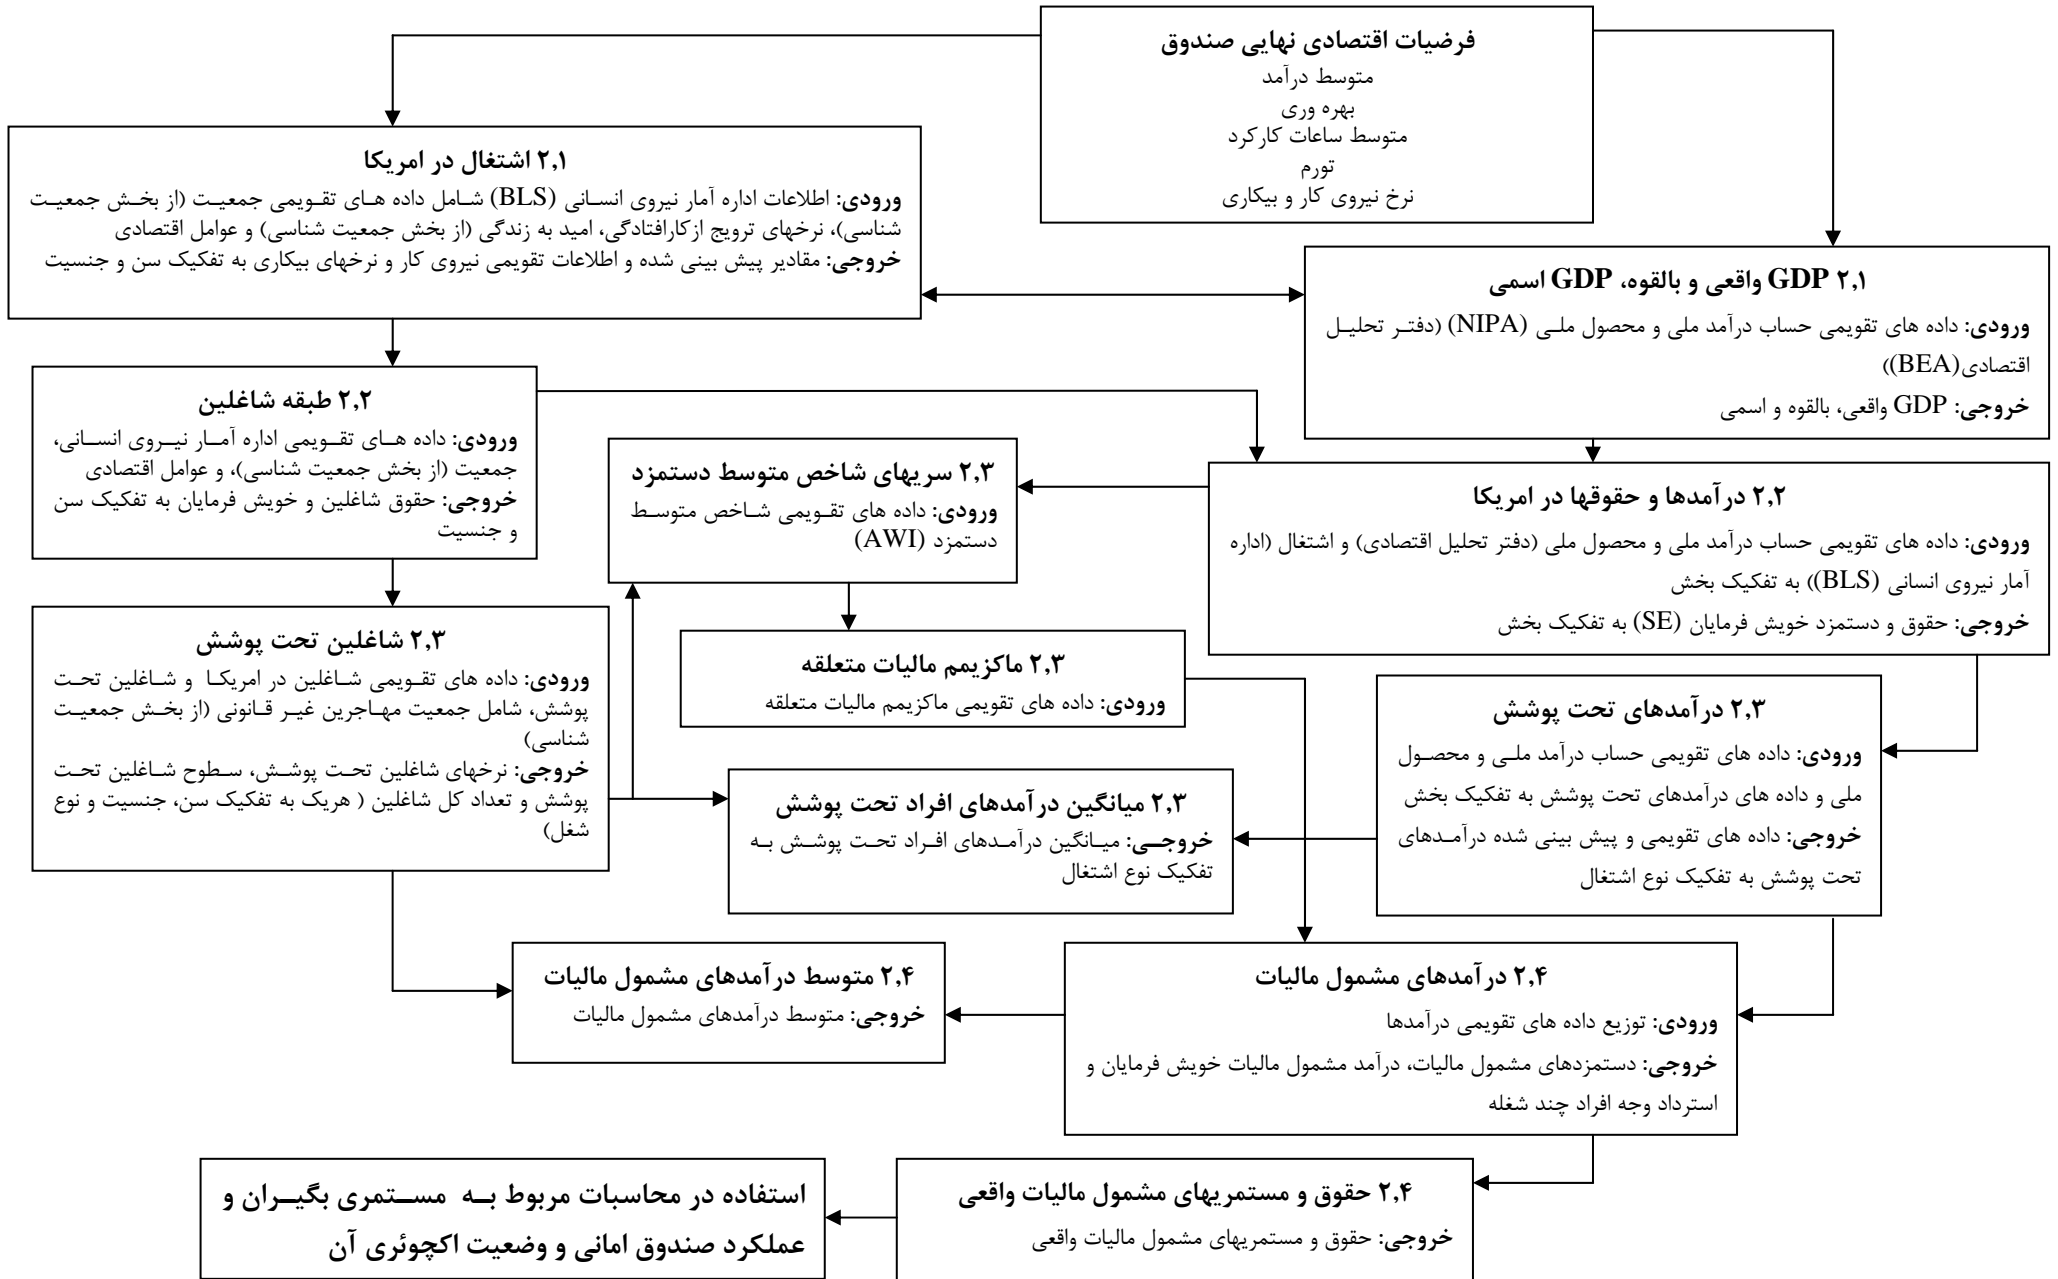 فرضیات اقتصادی نهایی صندوق
متوسط درآمد
بهره وری
متوسط ساعات کارکرد
تورم
نرخ نیروی کار و بیکاری
۲,۱ اشتغال در امریکا
ورودی: اطلاعات اداره آمار نیروی انسانی (BLS) شامل داده های تقویمی جمعیت (از بخش جمعیت
شناسی)، نرخهای ترویج ازکارافتادگی، امید به زندگی (از بخش جمعیت شناسی) و عوامل اقتصادی
خروجی: مقادیر پیش بینی شده و اطلاعات تقویمی نیروی کار و نرخهای بیکاری به تفکیک سن و جنسیت
۲,۱ GDP واقعی و بالقوه، GDP اسمی
ورودی: داده های تقویمی حساب درآمد ملی و محصول ملی (NIPA) (دفتر تحلیل
اقتصادی(BEA))
خروجی: GDP واقعی، بالقوه و اسمی
۲,۲ طبقه شاغلین
ورودی: داده های تقویمی اداره آمار نیروی انسانی،
جمعیت (از بخش جمعیت شناسی)، و عوامل اقتصادی
خروجی: حقوق شاغلین و خویش فرمایان به تفکیک سن
و جنسیت
۲,۳ سریهای شاخص متوسط دستمزد
ورودی: داده های تقویمی شاخص متوسط
دستمزد (AWI)
۲,۲ درآمدها و حقوقها در امریکا
ورودی: داده های تقویمی حساب درآمد ملی و محصول ملی (دفتر تحلیل اقتصادی) و اشتغال (اداره
آمار نیروی انسانی (BLS)) به تفکیک بخش
خروجی: حقوق و دستمزد خویش فرمایان (SE) به تفکیک بخش
۲,۳ شاغلین تحت پوشش
ورودی: داده های تقویمی شاغلین در امریکا و شاغلین تحت
پوشش، شامل جمعیت مهاجرین غیر قانونی (از بخش جمعیت
شناسی)
خروجی: نرخهای شاغلین تحت پوشش، سطوح شاغلین تحت
پوشش و تعداد کل شاغلین ( هریک به تفکیک سن، جنسیت و نوع
شغل)
۲,۳ ماکزیمم مالیات متعلقه
ورودی: داده های تقویمی ماکزیمم مالیات متعلقه
۲,۳ درآمدهای تحت پوشش
ورودی: داده های تقویمی حساب درآمد ملی و محصول
ملی و داده های درآمدهای تحت پوشش به تفکیک بخش
خروجی: داده های تقویمی و پیش بینی شده درآمدهای
تحت پوشش به تفکیک نوع اشتغال
۲,۳ میانگین درآمدهای افراد تحت پوشش
خروجی: میانگین درآمدهای افراد تحت پوشش به
تفکیک نوع اشتغال
۲,۴ متوسط درآمدهای مشمول مالیات
خروجی: متوسط درآمدهای مشمول مالیات
۲,۴ درآمدهای مشمول مالیات
ورودی: توزیع داده های تقویمی درآمدها
خروجی: دستمزدهای مشمول مالیات، درآمد مشمول مالیات خویش فرمایان و
استرداد وجه افراد چند شغله
۲,۴ حقوق و مستمریهای مشمول مالیات واقعی
خروجی: حقوق و مستمریهای مشمول مالیات واقعی
استفاده در محاسبات مربوط به مستمری بگیران و
عملکرد صندوق امانی و وضعیت اکچوئری آن